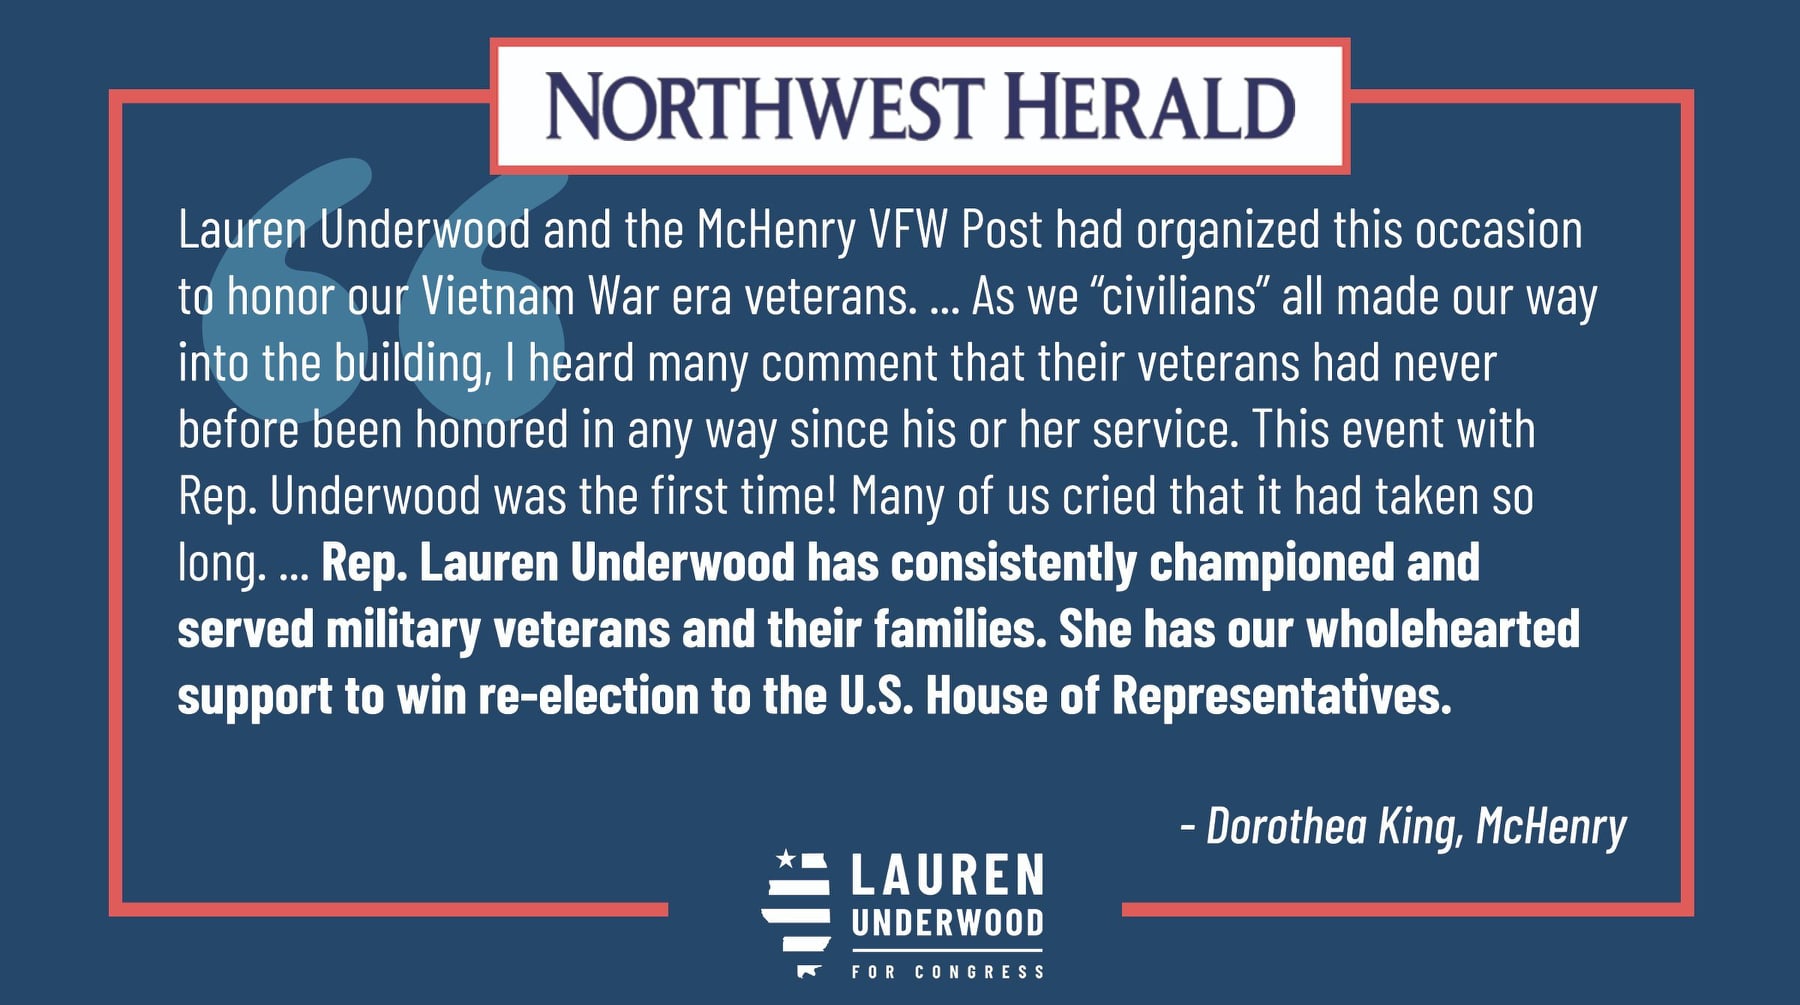 NORTHWEST HERALD
Lauren Underwood and the McHenry VFW Post had organized this occasion
to honor our Vietnam War era veterans. ... As we “civilians” all made our way
into the building, I heard many comment that their veterans had never
before been honored in any way since his or her service. This event with
Rep. Underwood was the first time! Many of us cried that it had taken so
long. ... Rep. Lauren Underwood has consistently championed and
served military veterans and their families. She has our wholehearted
support to win re-election to the U.S. House of Representatives.
- Dorothea King, McHenry
LAUREN
UNDERWOOD
FOR CONGRESS